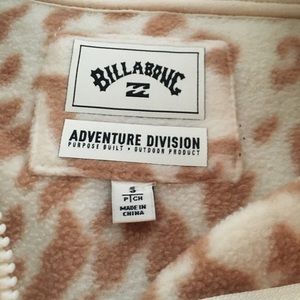 BILLABONG
ADVENTURE DIVISION
PURPOSE BUILT • OUTDOOR PRODUCT
S
P | CH
MADE IN
CHINA